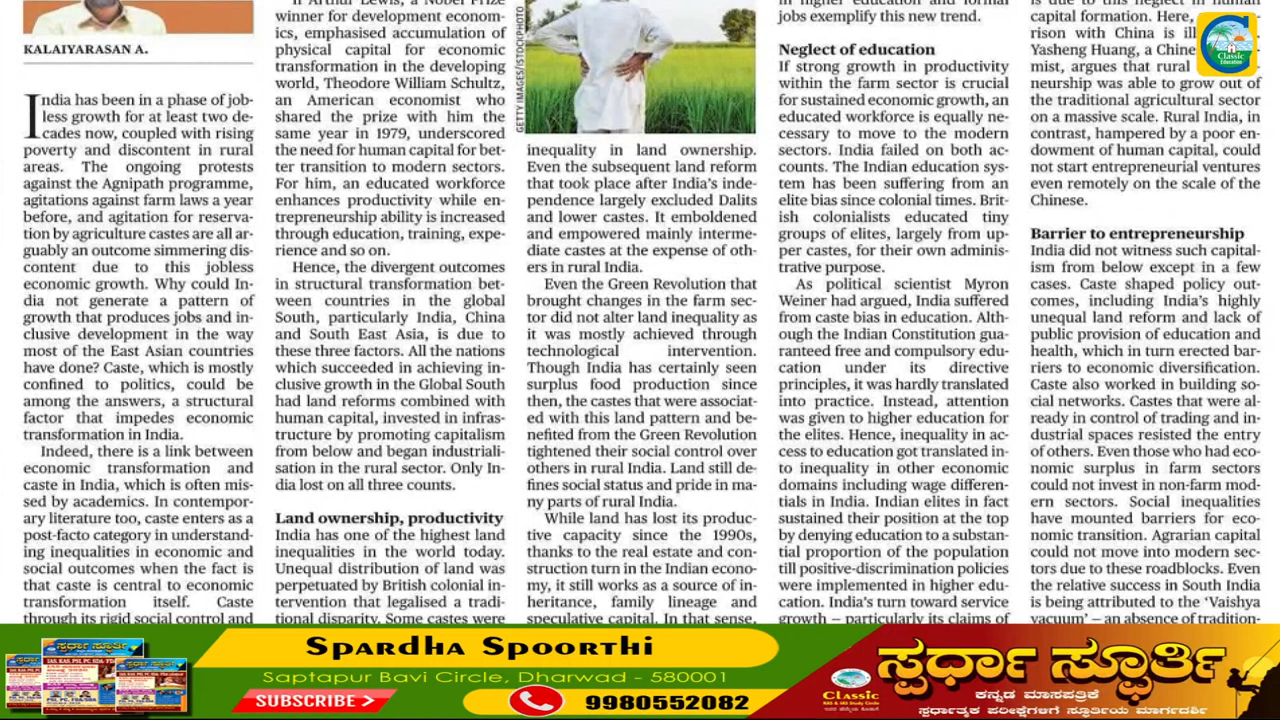 KALAIYARASAN A.
India has been in a phase of job-
less growth for at least two de-
cades now, coupled with rising
poverty and discontent in rural
areas. The ongoing protests
against the Agnipath programme,
agitations against farm laws a year
before, and agitation for reserva-
tion by agriculture castes are all ar-
guably an outcome simmering dis-
content due to this jobless
economic growth. Why could In-
dia not generate a pattern of
growth that produces jobs and in-
clusive development in the way
most of the East Asian countries
have done? Caste, which is mostly
confined to politics, could be
among the answers, a structural
factor that impedes economic
transformation in India.
Indeed, there is a link between
economic transformation and
caste in India, which is often mis-
sed by academics. In contempor-
ary literature too, caste enters as a
post-facto category in understand-
ing inequalities in economic and
social outcomes when the fact is
that caste is central to economic
transformation itself. Caste
through its rigid social control and
If Arthur Lewis, a Nobel Prize
winner for development econom-
ics, emphasised accumulation of
physical capital for economic
transformation in the developing
world, Theodore William Schultz,
an American economist who
shared the prize with him the
same year in 1979, underscored
the need for human capital for bet-
ter transition to modern sectors.
For him, an educated workforce
enhances productivity while en-
trepreneurship ability is increased
through education, training, expe-
rience and so on.
Hence, the divergent outcomes
in structural transformation bet-
ween countries in the global
South, particularly India, China
and South East Asia, is due to
these three factors. All the nations
which succeeded in achieving in-
clusive growth in the Global South
had land reforms combined with
human capital, invested in infras-
tructure by promoting capitalism
from below and began industriali-
sation in the rural sector. Only In-
dia lost on all three counts.
Land ownership, productivity
India has one of the highest land
inequalities in the world today.
Unequal distribution of land was
perpetuated by British colonial in-
tervention that legalised a tradi-
tional disparity. Some castes were
GETTY IMAGES/ISTOCKPHOTO
inequality in land ownership.
Even the subsequent land reform
that took place after India's inde-
pendence largely excluded Dalits
and lower castes. It emboldened
and empowered mainly interme-
diate castes at the expense of oth-
ers in rural India.
Even the Green Revolution that
brought changes in the farm sec-
tor did not alter land inequality as
it was mostly achieved through
technological intervention.
Though India has certainly seen
surplus food production since
then, the castes that were associat-
ed with this land pattern and be-
nefited from the Green Revolution
tightened their social control over
others in rural India. Land still de-
fines social status and pride in ma-
ny parts of rural India.
While land has lost its produc-
tive capacity since the 1990s,
thanks to the real estate and con-
struction turn in the Indian econo-
my, it still works as a source of in-
heritance, family lineage and
speculative capital. In that sense,
in higher education and formal
jobs exemplify this new trend.
Neglect of education
If strong growth in productivity
within the farm sector is crucial
for sustained economic growth, an
educated workforce is equally ne-
cessary to move to the modern
sectors. India failed on both ac-
counts. The Indian education sys-
tem has been suffering from an
elite bias since colonial times. Brit-
ish colonialists educated tiny
groups of elites, largely from up-
per castes, for their own adminis-
trative purpose.
As political scientist Myron
Weiner had argued, India suffered
from caste bias in education. Alth-
ough the Indian Constitution gua-
ranteed free and compulsory edu-
cation under its directive
principles, it was hardly translated
into practice. Instead, attention
was given to higher education for
the elites. Hence, inequality in ac-
cess to education got translated in-
to inequality in other economic
domains including wage differen-
tials in India. Indian elites in fact
sustained their position at the top
by denying education to a substan-
tial proportion of the population
till positive-discrimination policies
were implemented in higher edu-
cation. India's turn toward service
growth – particularly its claims of
is due to this neglect in human
capital formation. Here,
rison with China is ill
Yasheng Huang, a Chine
mist, argues that rural
neurship was able to grow out of
the traditional agricultural sector
on a massive scale. Rural India, in
contrast, hampered by a poor en-
dowment of human capital, could
not start entrepreneurial ventures
even remotely on the scale of the
Chinese.
Barrier to entrepreneurship
India did not witness such capital-
ism from below except in a few
cases. Caste shaped policy out-
comes, including India's highly
unequal land reform and lack of
public provision of education and
health, which in turn erected bar-
riers to economic diversification.
Caste also worked in building so-
cial networks. Castes that were al-
ready in control of trading and in-
dustrial spaces resisted the entry
of others. Even those who had eco-
nomic surplus in farm sectors
could not invest in non-farm mod-
ern sectors. Social inequalities
have mounted barriers for eco-
nomic transition. Agrarian capital
could not move into modern sec-
tors due to these roadblocks. Even
the relative success in South India
is being attributed to the 'Vaishya
vacuum' – an absence of tradition-
Classic
Education
SPARDHA SPOORTHI
Saptapur Bavi Circle, Dharwad - 580001
SUBSCRIBE
9980552082
Classic
KAS & IAS Study Circle
ಸ್ಪರ್ಧಾ ಸ್ಫೂರ್ತಿ
ಕನ್ನಡ ಮಾಸಪತ್ರಿಕೆ
ಸ್ಪರ್ಧಾತ್ಮಕ ಪರೀಕ್ಷೆಗಳಿಗೆ ಸ್ಫೂರ್ತಿಯ ಮಾರ್ಗದರ್ಶಿ